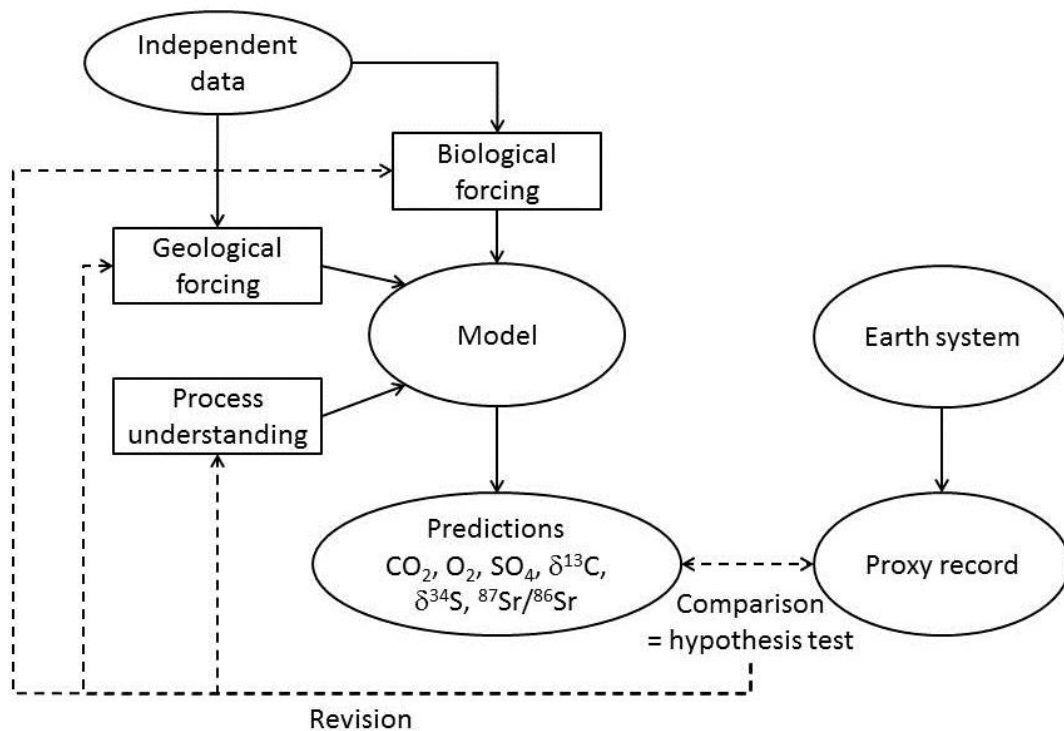 Independent
data
Biological
forcing
Geological
forcing
Model
Earth system
Process
understanding
Predictions
CO₂, O₂, SO₄, δ¹³C,
δ³⁴S, ⁸⁷Sr/⁸⁶Sr
Proxy record
Comparison
= hypothesis test
Revision